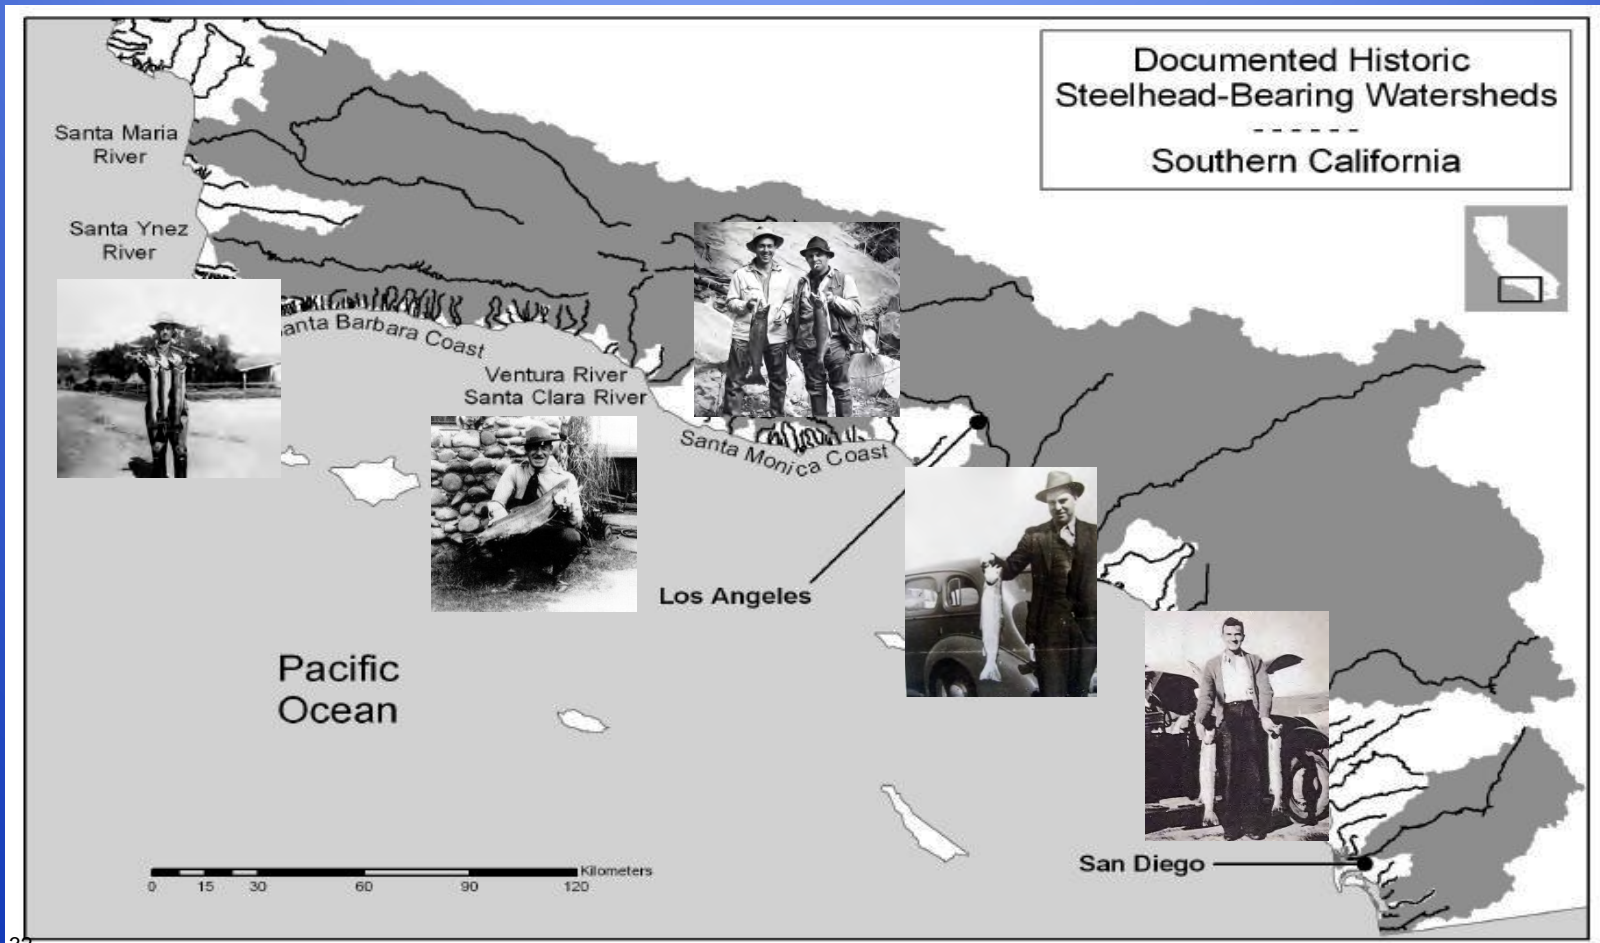 Documented Historic
Steelhead-Bearing Watersheds
- - - - - -
Southern California
Santa Maria
River
Santa Ynez
River
anta Barbara Coast
Ventura River
Santa Clara River
Santa Monica Coast
Los Angeles
Pacific
Ocean
San Diego
Kilometers
0 15 30 60 90 120